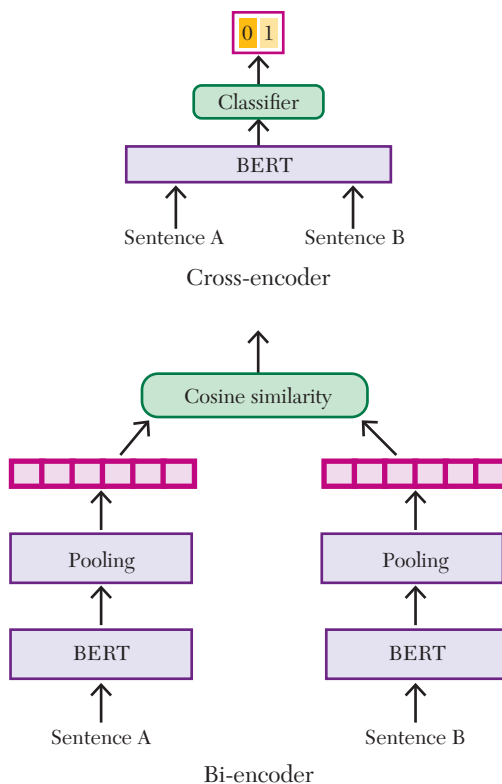 0 1
Classifier
BERT
Sentence A Sentence B
Cross-encoder
Cosine similarity
Pooling Pooling
BERT BERT
Sentence A Sentence B
Bi-encoder